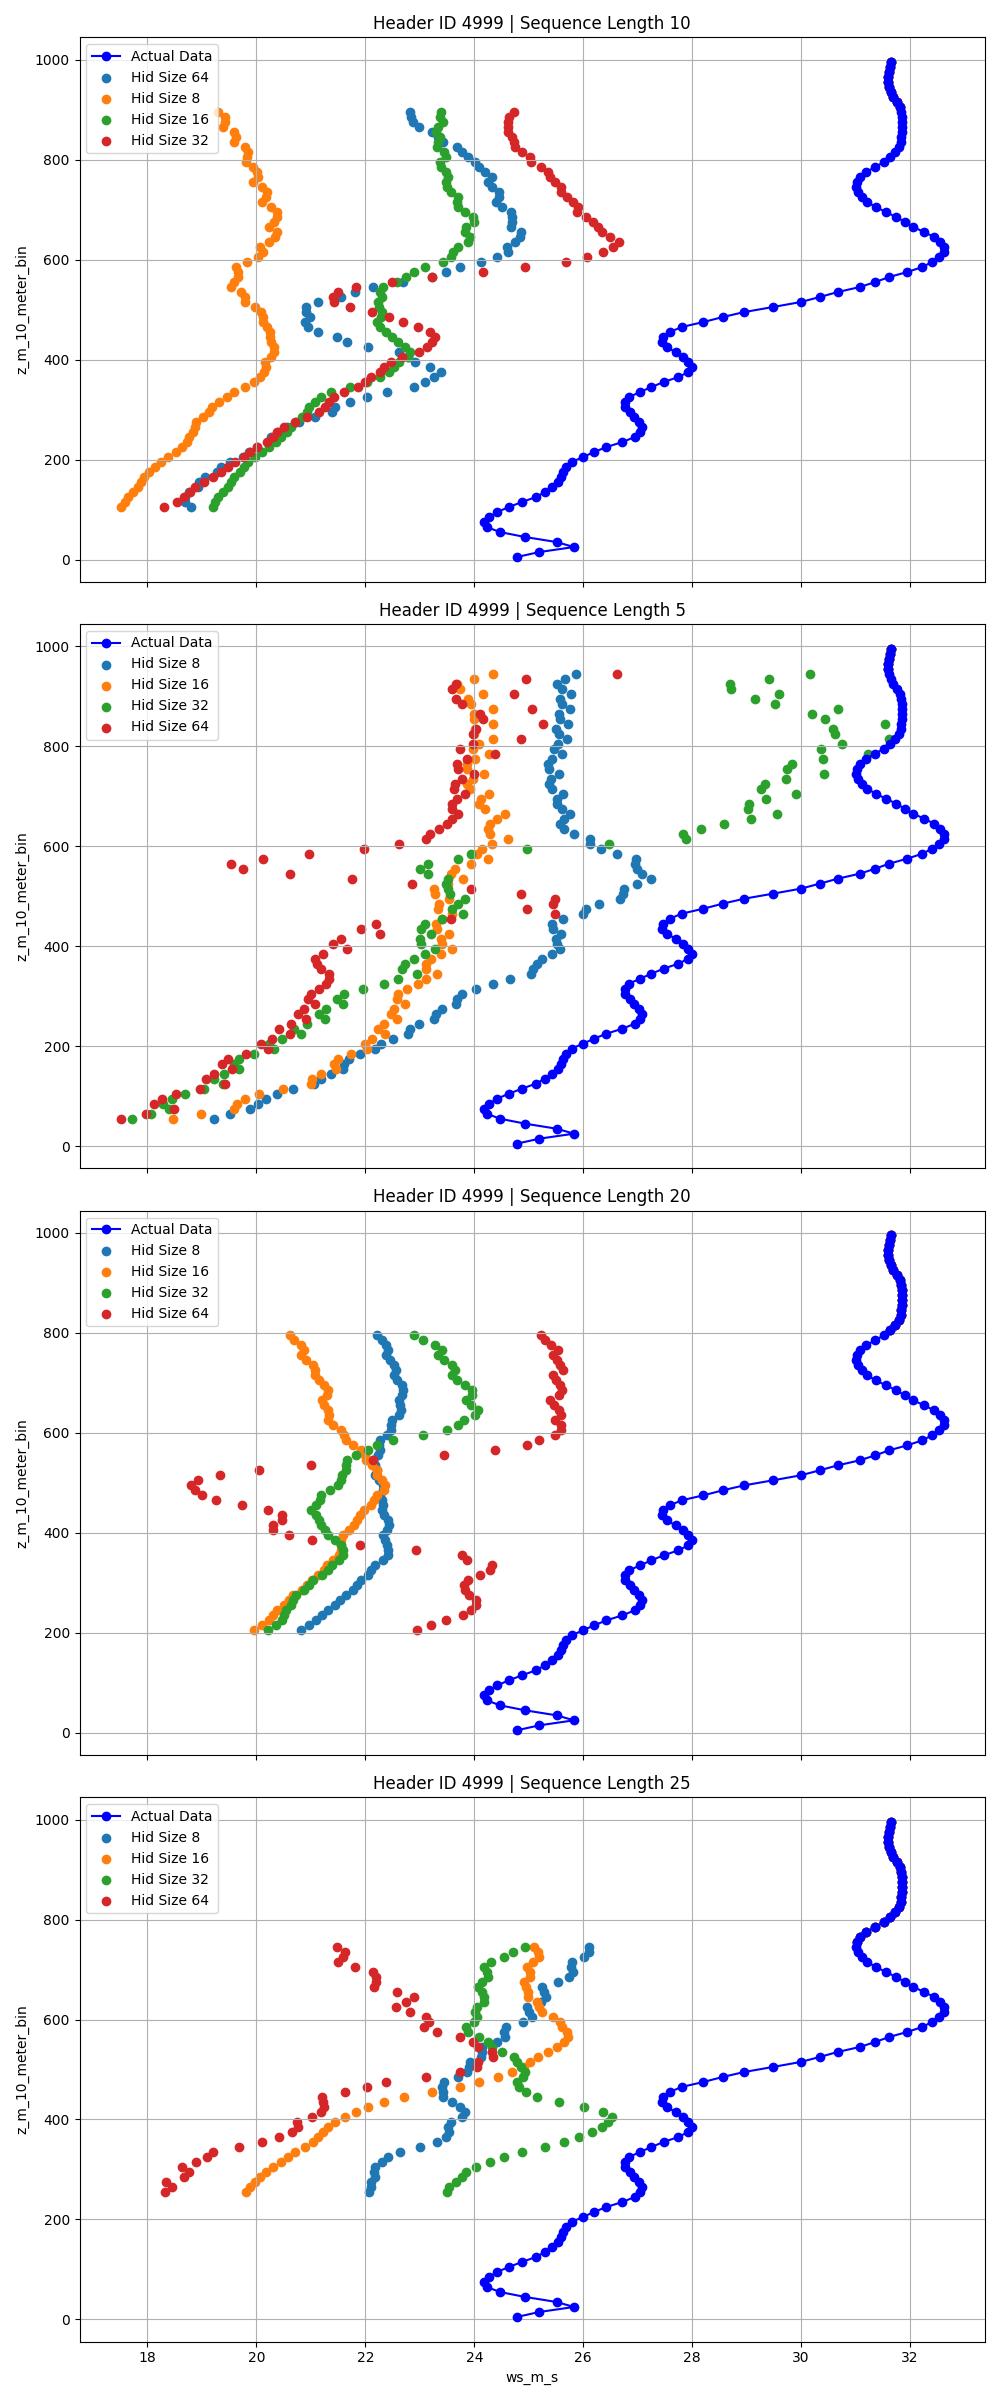 Header ID 4999 | Sequence Length 10
Actual Data
Hid Size 64
Hid Size 8
Hid Size 16
Hid Size 32
1000
800
600
400
200
0
z_m_10_meter_bin
Header ID 4999 | Sequence Length 5
Actual Data
Hid Size 8
Hid Size 16
Hid Size 32
Hid Size 64
1000
800
600
400
200
0
z_m_10_meter_bin
Header ID 4999 | Sequence Length 20
Actual Data
Hid Size 8
Hid Size 16
Hid Size 32
Hid Size 64
1000
800
600
400
200
0
z_m_10_meter_bin
Header ID 4999 | Sequence Length 25
Actual Data
Hid Size 8
Hid Size 16
Hid Size 32
Hid Size 64
1000
800
600
400
200
0
z_m_10_meter_bin
18 20 22 24 26 28 30 32
ws_m_s